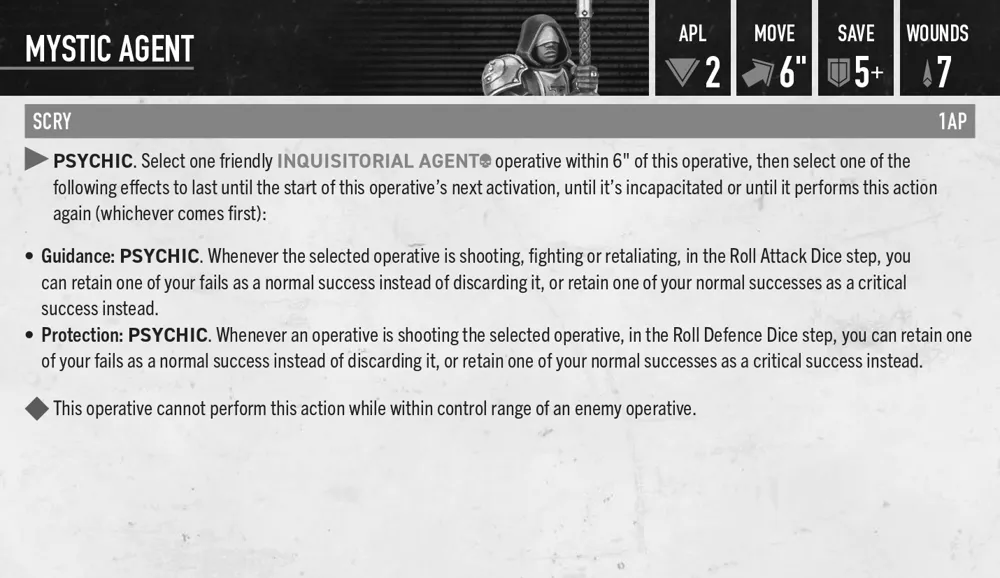 MYSTIC AGENT
APL
2
MOVE
6"
SAVE
5+
WOUNDS
7
SCRY 1AP
PSYCHIC. Select one friendly INQUISITORIAL AGENT operative within 6" of this operative, then select one of the
following effects to last until the start of this operative's next activation, until it's incapacitated or until it performs this action
again (whichever comes first):
• Guidance: PSYCHIC. Whenever the selected operative is shooting, fighting or retaliating, in the Roll Attack Dice step, you
can retain one of your fails as a normal success instead of discarding it, or retain one of your normal successes as a critical
success instead.
• Protection: PSYCHIC. Whenever an operative is shooting the selected operative, in the Roll Defence Dice step, you can retain one
of your fails as a normal success instead of discarding it, or retain one of your normal successes as a critical success instead.
This operative cannot perform this action while within control range of an enemy operative.